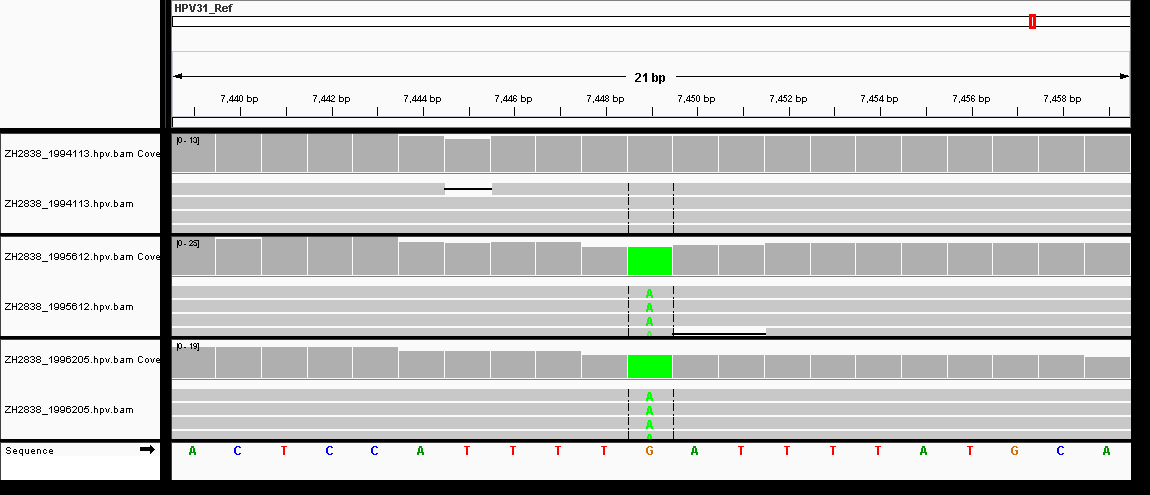 HPV31_Ref
21 bp
7,440 bp 7,442 bp 7,444 bp 7,446 bp 7,448 bp 7,450 bp 7,452 bp 7,454 bp 7,456 bp 7,458 bp
[0 - 13]
ZH2838_1994113.hpv.bam Cove
ZH2838_1994113.hpv.bam
[0 - 25]
ZH2838_1995612.hpv.bam Cove
A
ZH2838_1995612.hpv.bam
A
A
A
[0 - 19]
ZH2838_1996205.hpv.bam Cove
A
ZH2838_1996205.hpv.bam
A
A
A
Sequence A C T C C A T T T T G A T T T T A T G C A